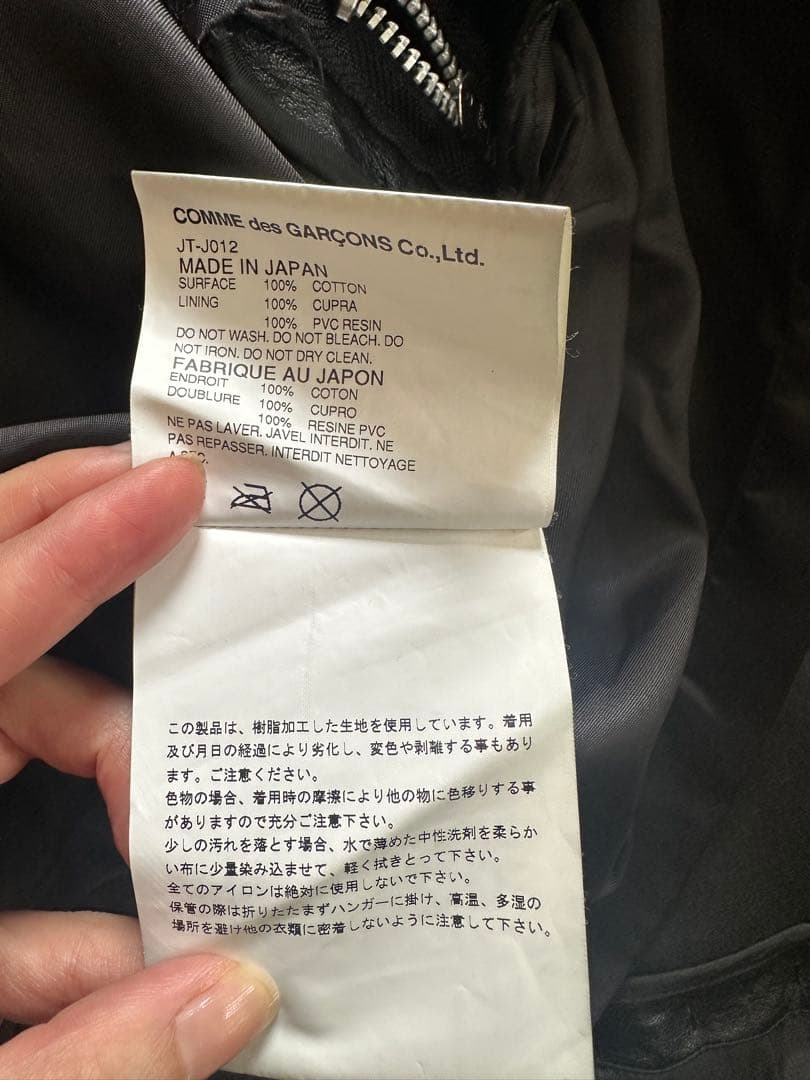 COMME des GARÇONS Co.,Ltd.
JT-J012
MADE IN JAPAN
SURFACE 100% COTTON
LINING 100% CUPRA
100% PVC RESIN
DO NOT WASH. DO NOT BLEACH. DO
NOT IRON. DO NOT DRY CLEAN.
FABRIQUE AU JAPON
ENDROIT 100% COTON
DOUBLURE 100% CUPRO
100% RESINE PVC
NE PAS LAVER. JAVEL INTERDIT. NE
PAS REPASSER. INTERDIT NETTOYAGE
この製品は、樹脂加工した生地を使用しています。着用
及び月日の経過により劣化し、変色や剥離する事もあり
ます。ご注意ください。
色物の場合、着用時の摩擦により他の物に色移りする事
がありますので充分ご注意下さい。
少しの汚れを落とす場合、水で薄めた中性洗剤を柔らか
い布に少量染み込ませて、軽く拭きとって下さい。
全てのアイロンは絶対に使用しないで下さい。
保管の際は折りたたまずハンガーに掛け、高温、多湿の
場所を避け他の衣類に密着しないように注意して下さい。